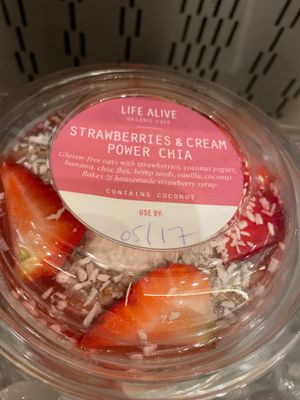 LIFE ALIVE
ORGANIC CAFE
STRAWBERRIES & CREAM
POWER CHIA
Gluten-free oats with strawberries, coconut yogurt,
banana, chia, flax, hemp seeds, vanilla, coconut
flakes & housemade strawberry syrup
CONTAINS COCONUT
USE BY:
05/17